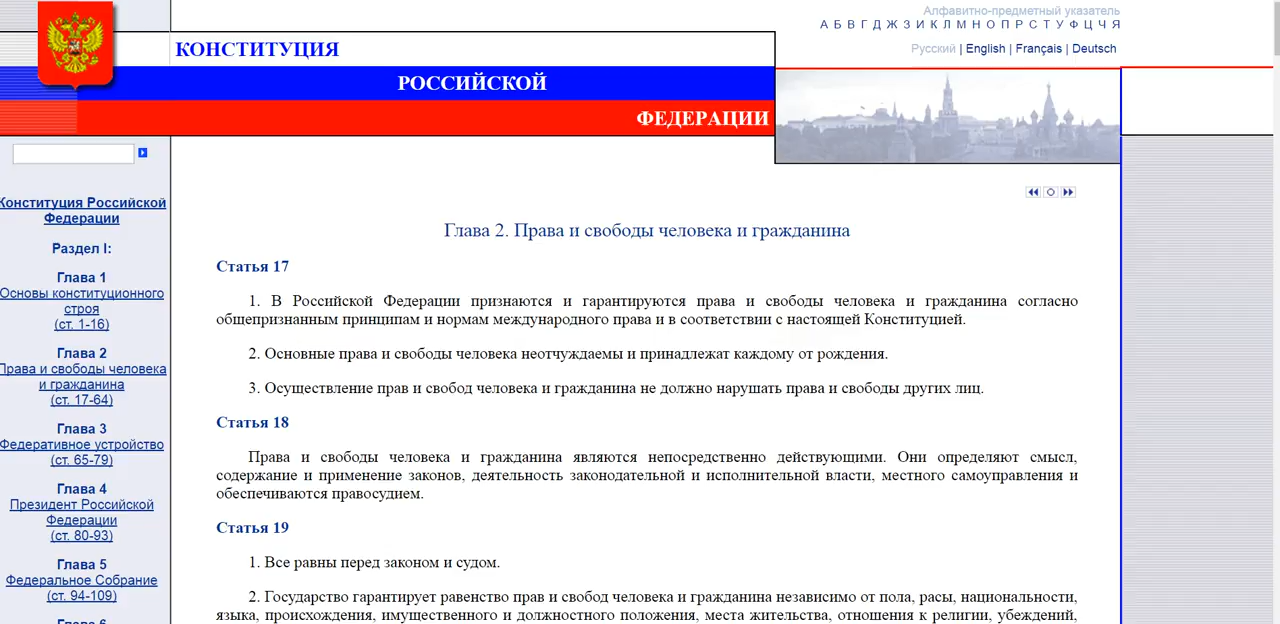 Алфавитно-предметный указатель
А Б В Г Д Ж З И К Л М Н О П Р С Т У Ф Ц Ч Я
Русский | English | Français | Deutsch
КОНСТИТУЦИЯ
РОССИЙСКОЙ
ФЕДЕРАЦИИ
Конституция Российской
Федерации
Раздел I:
Глава 1
Основы конституционного
строя
(ст. 1-16)
Глава 2
Права и свободы человека
и гражданина
(ст. 17-64)
Глава 3
Федеративное устройство
(ст. 65-79)
Глава 4
Президент Российской
Федерации
(ст. 80-93)
Глава 5
Федеральное Собрание
(ст. 94-109)
Глава 6
Глава 2. Права и свободы человека и гражданина
Статья 17
1. В Российской Федерации признаются и гарантируются права и свободы человека и гражданина согласно
общепризнанным принципам и нормам международного права и в соответствии с настоящей Конституцией.
2. Основные права и свободы человека неотчуждаемы и принадлежат каждому от рождения.
3. Осуществление прав и свобод человека и гражданина не должно нарушать права и свободы других лиц.
Статья 18
Права и свободы человека и гражданина являются непосредственно действующими. Они определяют смысл,
содержание и применение законов, деятельность законодательной и исполнительной власти, местного самоуправления и
обеспечиваются правосудием.
Статья 19
1. Все равны перед законом и судом.
2. Государство гарантирует равенство прав и свобод человека и гражданина независимо от пола, расы, национальности,
языка, происхождения, имущественного и должностного положения, места жительства, отношения к религии, убеждений,